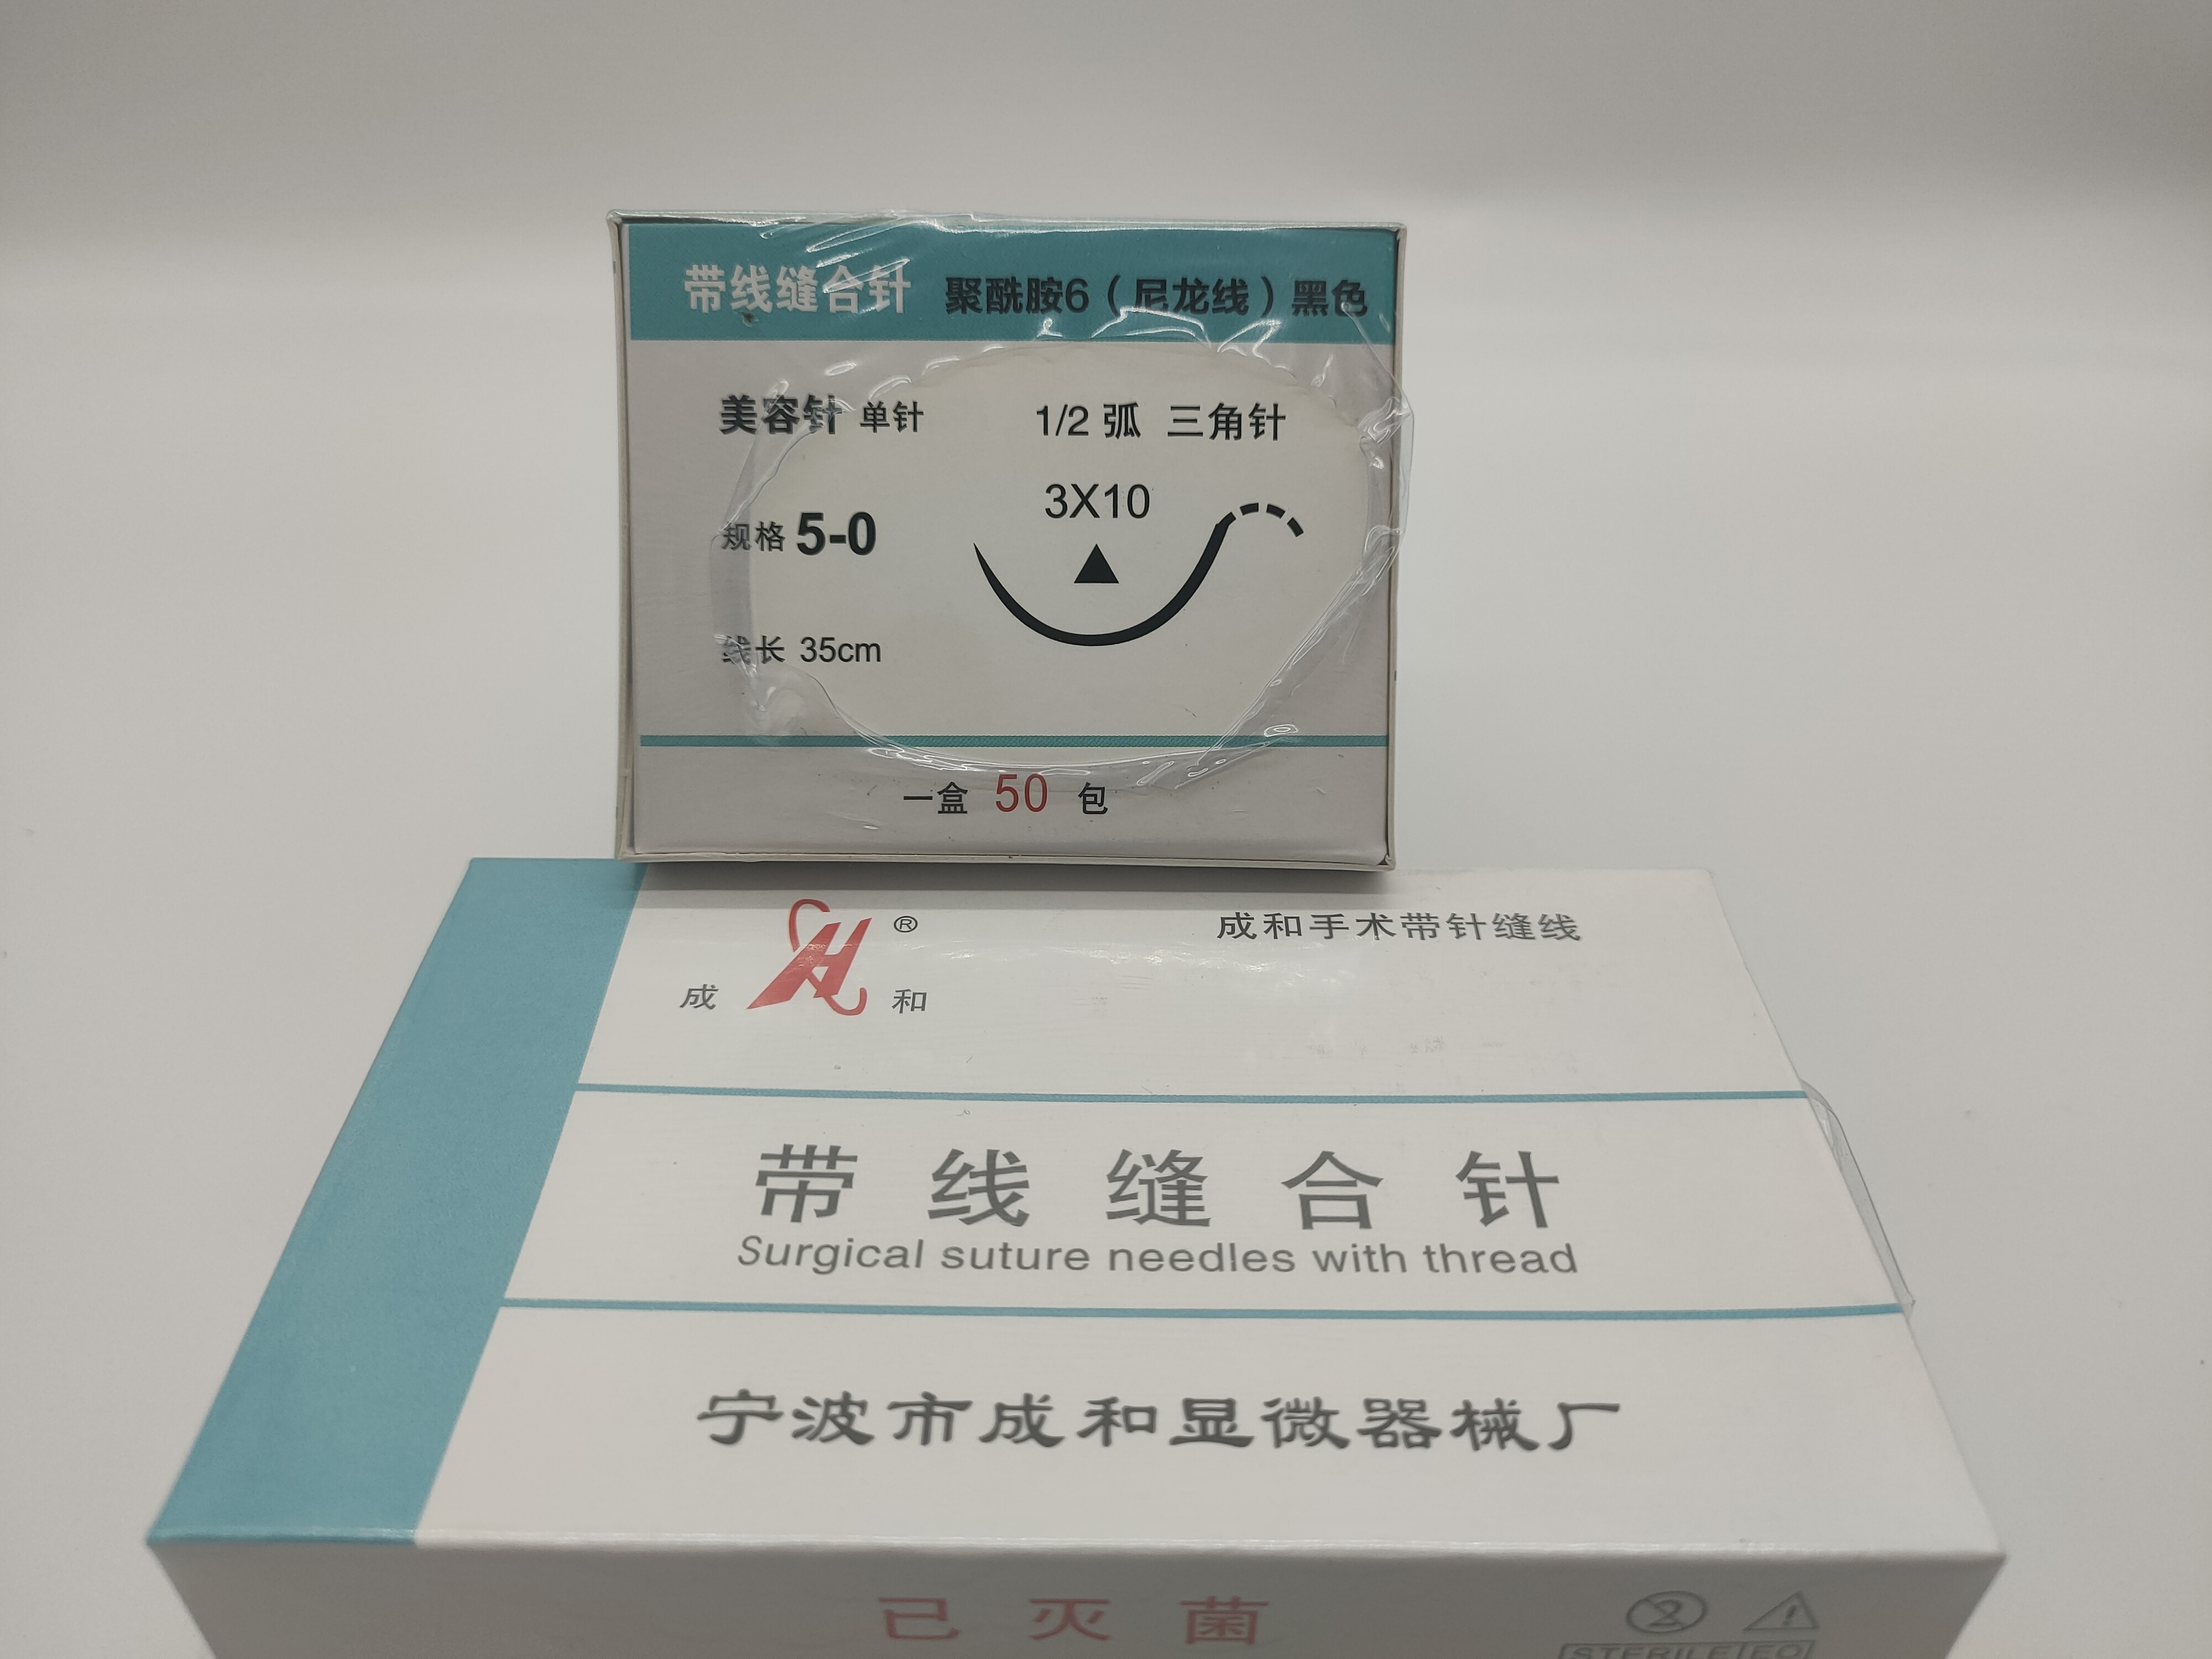 带线缝合针 聚酰胺6（尼龙线）黑色
美容针 单针 1/2 弧 三角针
3X10
规格 5-0
线长 35cm
一盒 50 包
成和手术带针缝线
H ®
成 和
带线缝合针
Surgical suture needles with thread
宁波市成和显微器械厂
已灭菌
2
STERILE EO